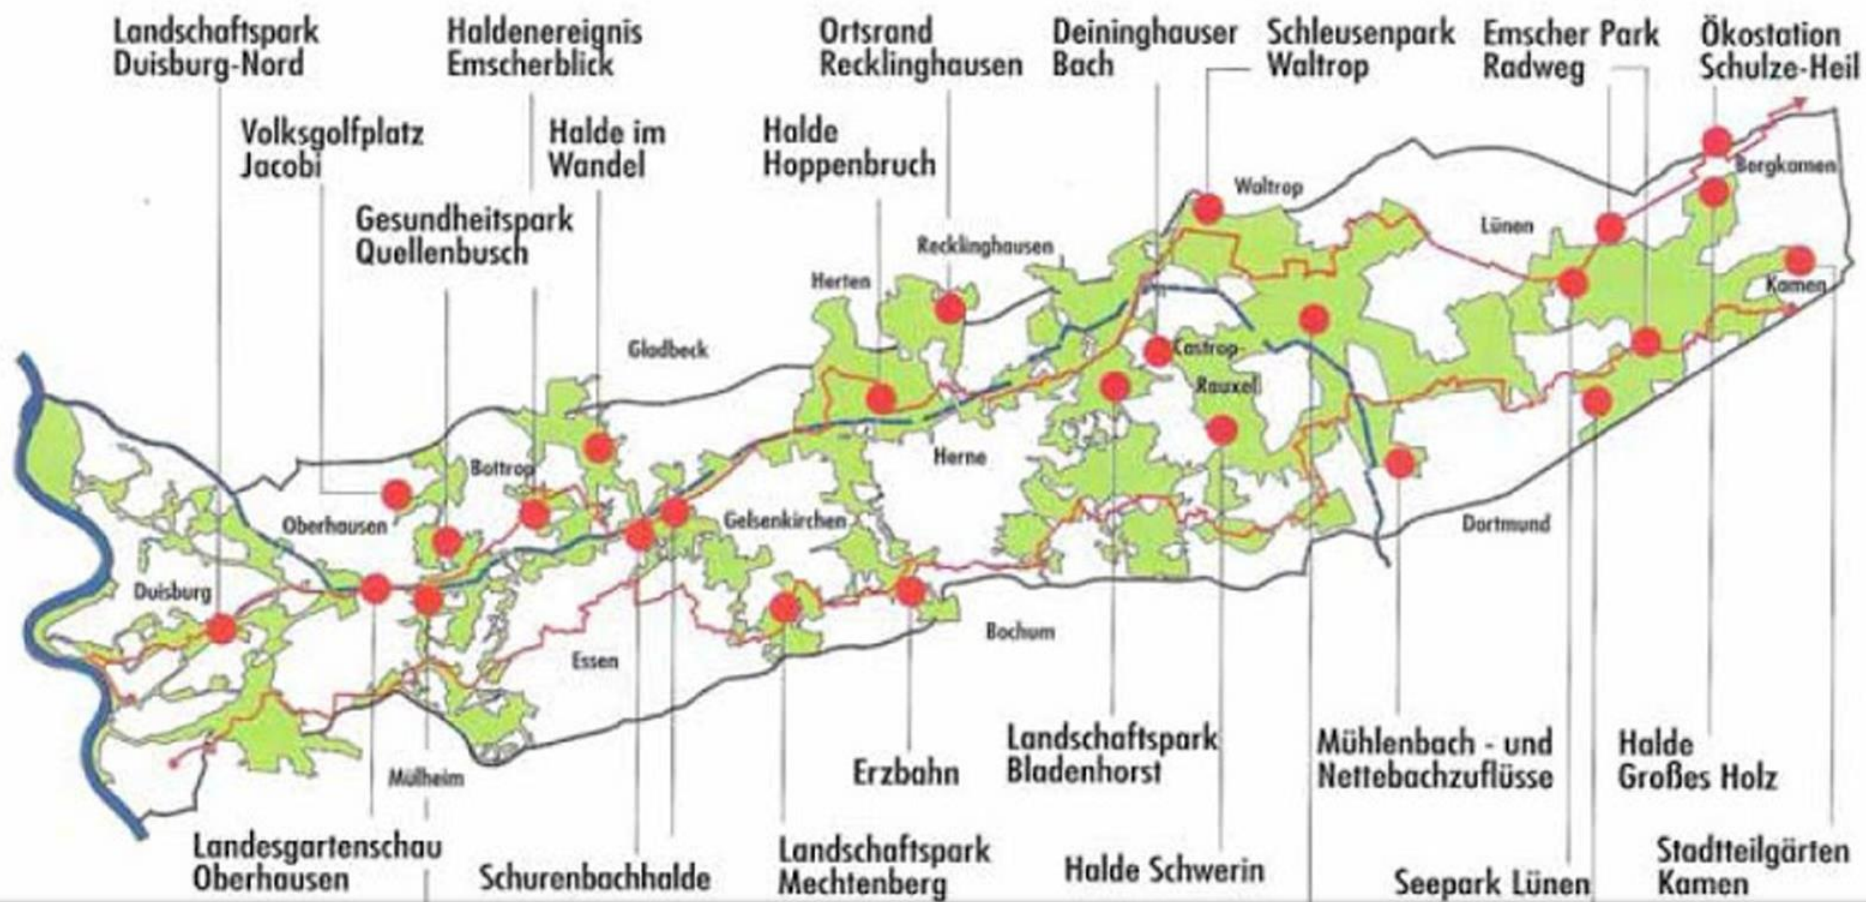 Landschaftspark
Duisburg-Nord
Haldenereignis
Emscherblick
Ortsrand
Recklinghausen
Deininghauser
Bach
Schleusenpark
Waltrop
Emscher Park
Radweg
Ökostation
Schulze-Heil
Volksgolfplatz
Jacobi
Halde im
Wandel
Halde
Hoppenbruch
Gesundheitspark
Quellenbusch
Bergkamen
Waltrop
Lünen
Recklinghausen
Herten
Kamen
Gladbeck
Castrop-
Rauxel
Herne
Bottrop
Oberhausen
Gelsenkirchen
Dortmund
Duisburg
Bochum
Essen
Mülheim
Erzbahn
Landschaftspark
Bladenhorst
Mühlenbach - und
Nettebachzuflüsse
Halde
Großes Holz
Landesgartenschau
Oberhausen
Schurenbachhalde
Landschaftspark
Mechtenberg
Halde Schwerin
Seepark Lünen
Stadtteilgärten
Kamen